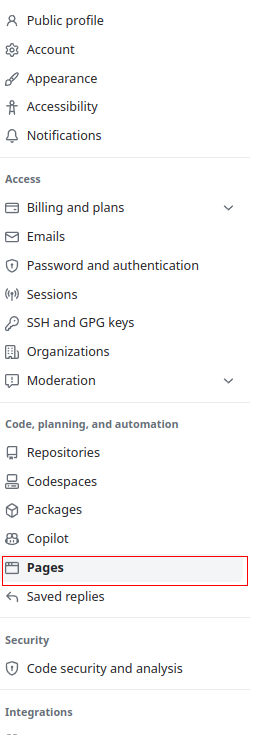 Public profile
Account
Appearance
Accessibility
Notifications
Access
Billing and plans
Emails
Password and authentication
Sessions
SSH and GPG keys
Organizations
Moderation
Code, planning, and automation
Repositories
Codespaces
Packages
Copilot
Pages
Saved replies
Security
Code security and analysis
Integrations